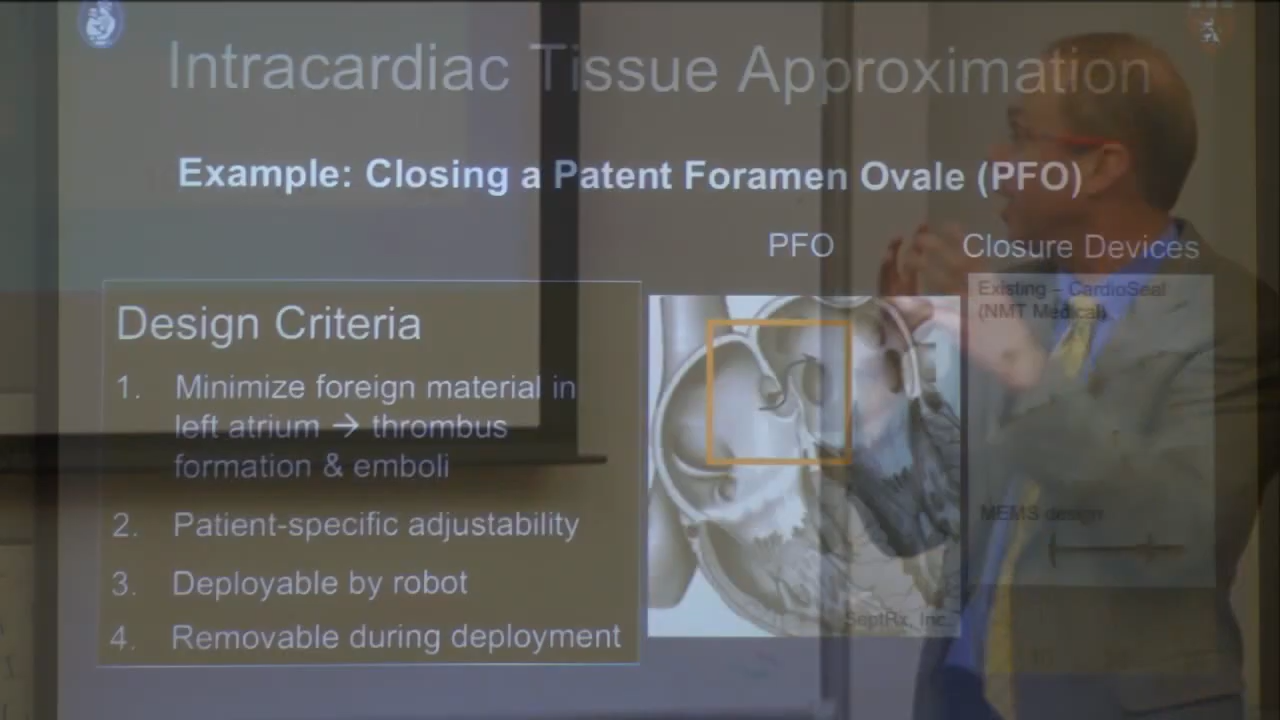 Intracardiac Tissue Approximation
Example: Closing a Patent Foramen Ovale (PFO)
PFO
Closure Devices
Design Criteria
1. Minimize foreign material in
left atrium → thrombus
formation & emboli
2. Patient-specific adjustability
3. Deployable by robot
4. Removable during deployment
Existing – CardioSeal
(NMT Medical)
MEMS design
SeptRx, Inc.